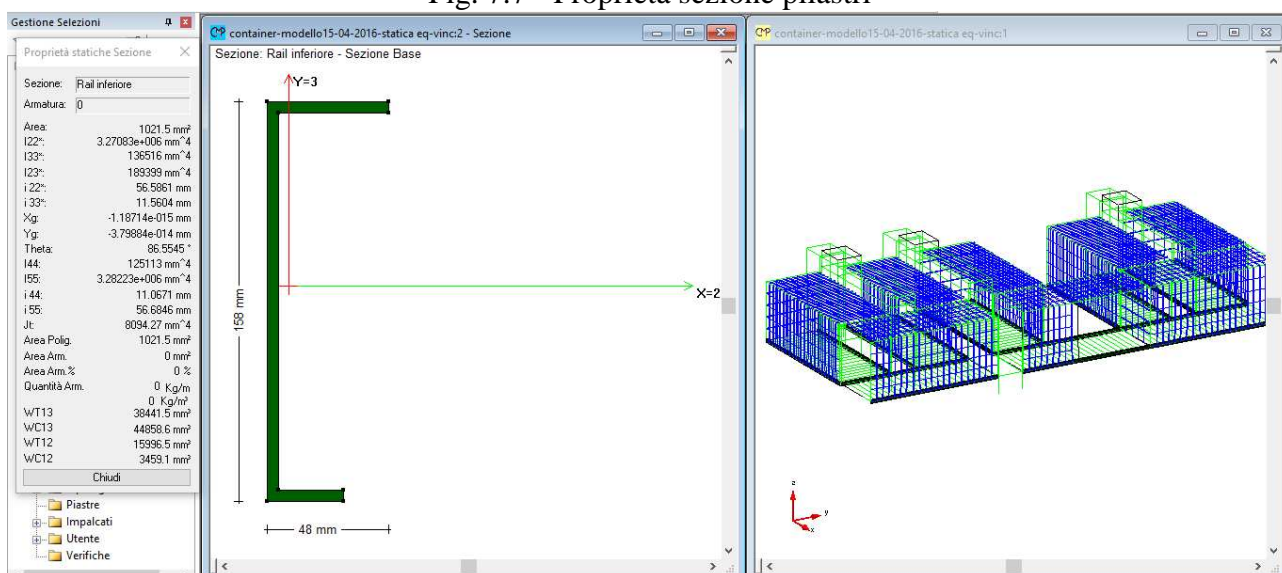 Fig. 7.7 - Proprietà sezione pilastri
Gestione Selezioni
Proprietà statiche Sezione
Sezione: Rail inferiore
Armatura: 0
Area: 1021.5 mm²
I22*: 3.27083e+006 mm^4
I33*: 136516 mm^4
I23*: 189399 mm^4
i 22*: 56.5861 mm
i 33*: 11.5604 mm
Xg: -1.18714e-015 mm
Yg: -3.79884e-014 mm
Theta: 86.5545 °
I44: 125113 mm^4
I55: 3.28223e+006 mm^4
i 44: 11.0671 mm
i 55: 56.6846 mm
Jt: 8094.27 mm^4
Area Polig. 1021.5 mm²
Area Arm. 0 mm²
Area Arm.% 0 %
Quantità Arm. 0 Kg/m
0 Kg/m³
WT13 38441.5 mm³
WC13 44858.6 mm³
WT12 15996.5 mm³
WC12 3459.1 mm³
Chiudi
Piastre
Impalcati
Utente
Verifiche
CMP container-modello15-04-2016-statica eq-vinc:2 - Sezione
Sezione: Rail inferiore - Sezione Base
Y=3
X=2
158 mm
48 mm
CMP container-modello15-04-2016-statica eq-vinc:1
z
y
x